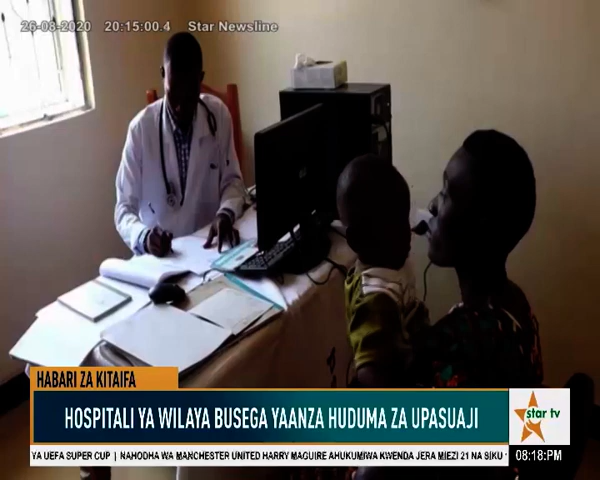 26-08-2020 20:15:00.4 Star Newsline
HABARI ZA KITAIFA
HOSPITALI YA WILAYA BUSEGA YAANZA HUDUMA ZA UPASUAJI
star tv
YA UEFA SUPER CUP | NAHODHA WA MANCHESTER UNITED HARRY MAGUIRE AHUKUMIWA KWENDA JERA MIEZI 21 NA SIKU
08:18:PM